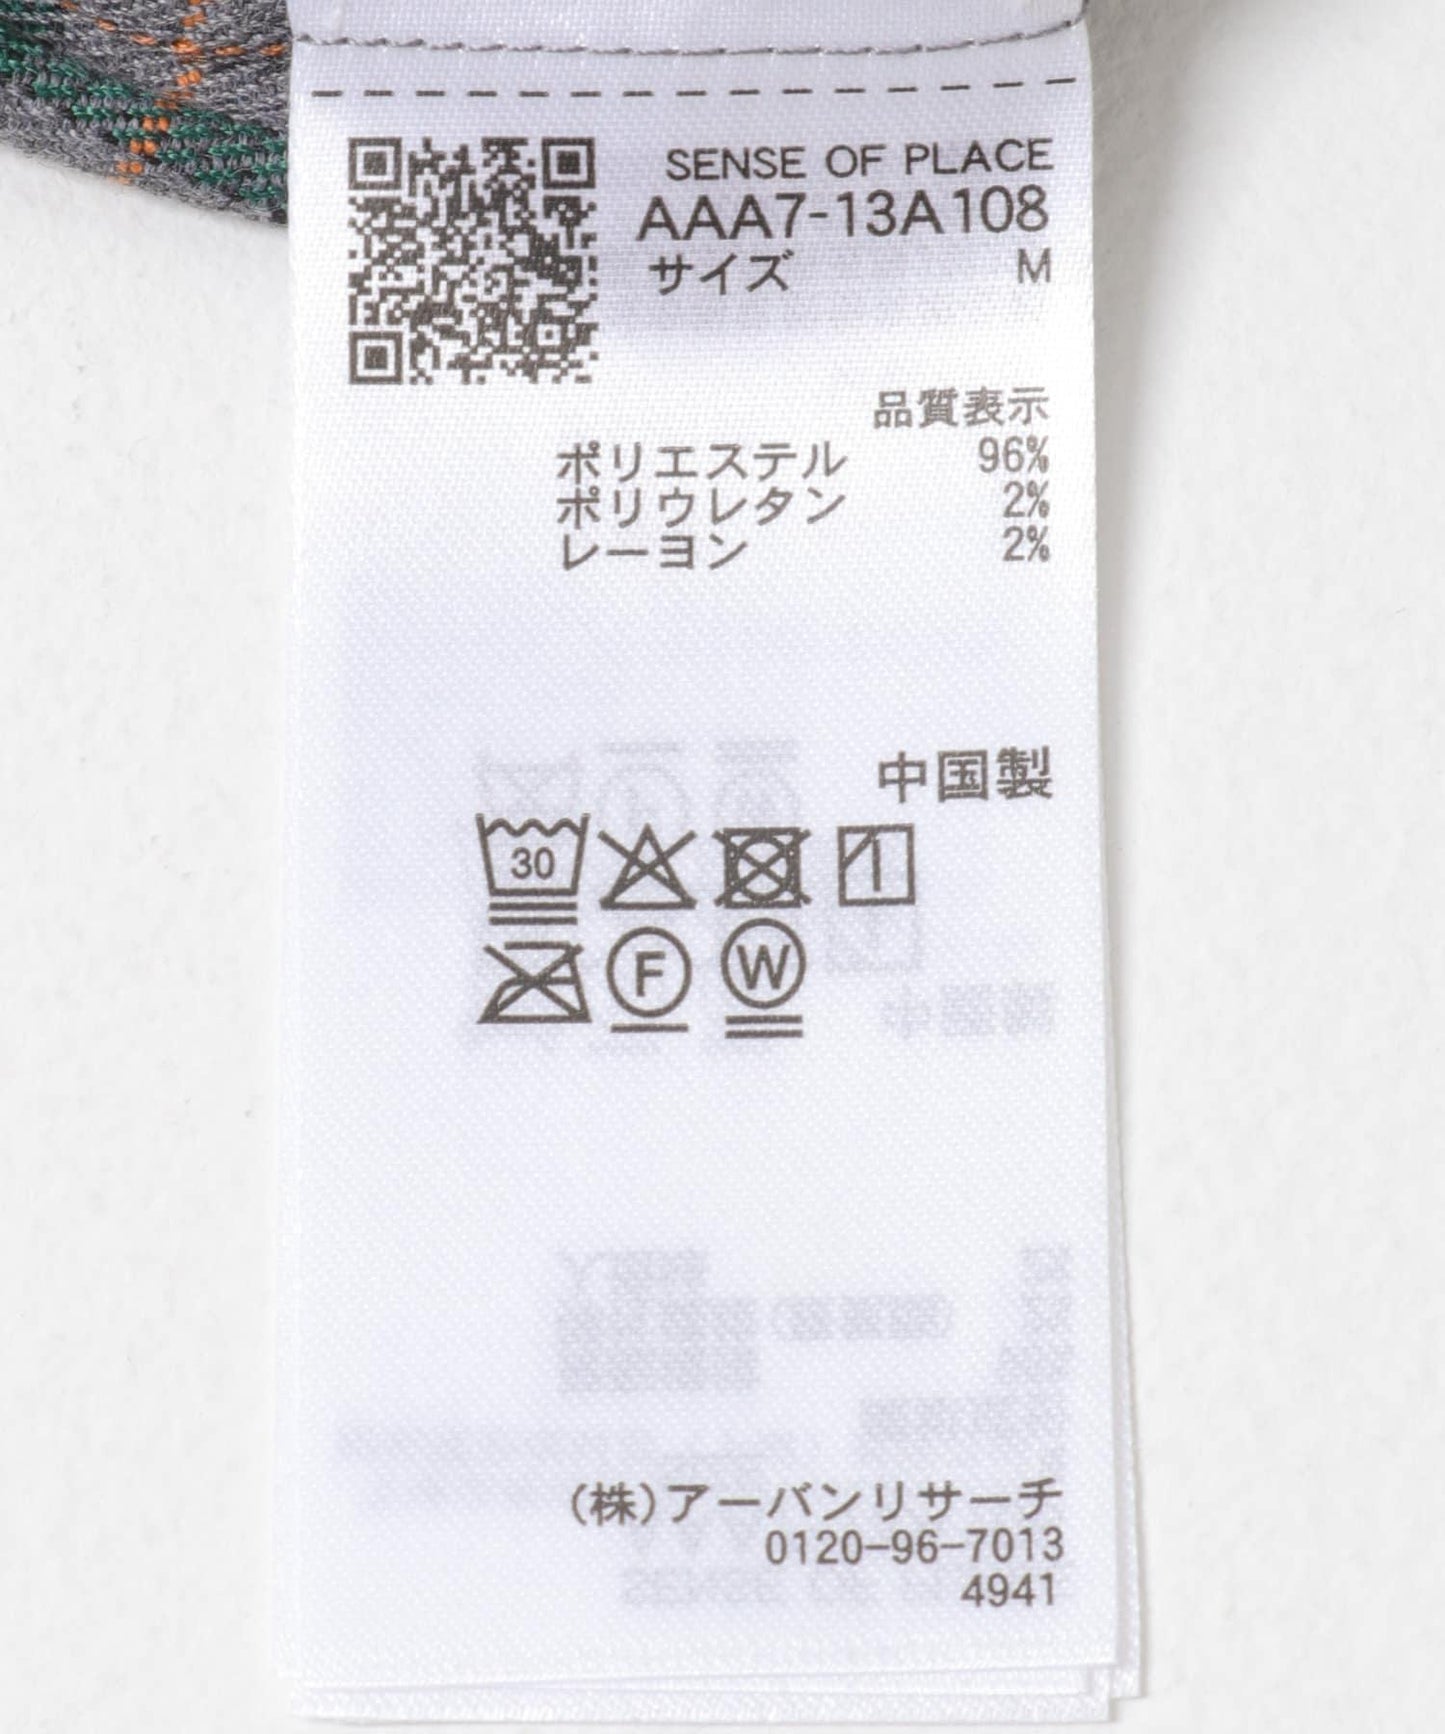 SENSE OF PLACE
AAA7-13A108
サイズ M
品質表示
ポリエステル 96%
ポリウレタン 2%
レーヨン 2%
中国製
30
F W
(株)アーバンリサーチ
0120-96-7013
4941